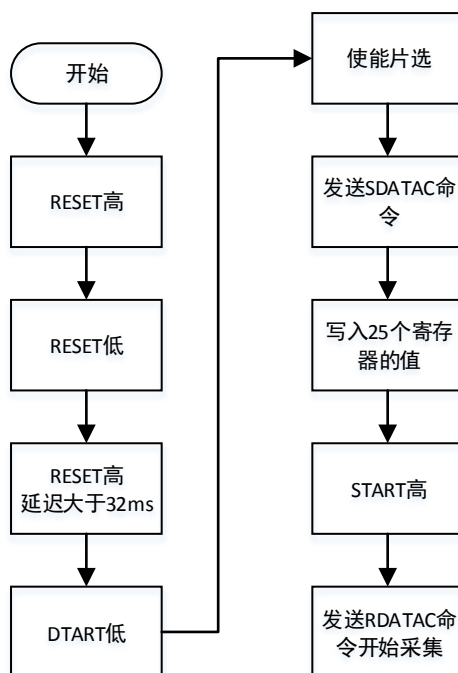 开始
RESET高
RESET低
RESET高
延迟大于32ms
DTART低
使能片选
发送SDATAC命
令
写入25个寄存
器的值
START高
发送RDATAC命
令开始采集